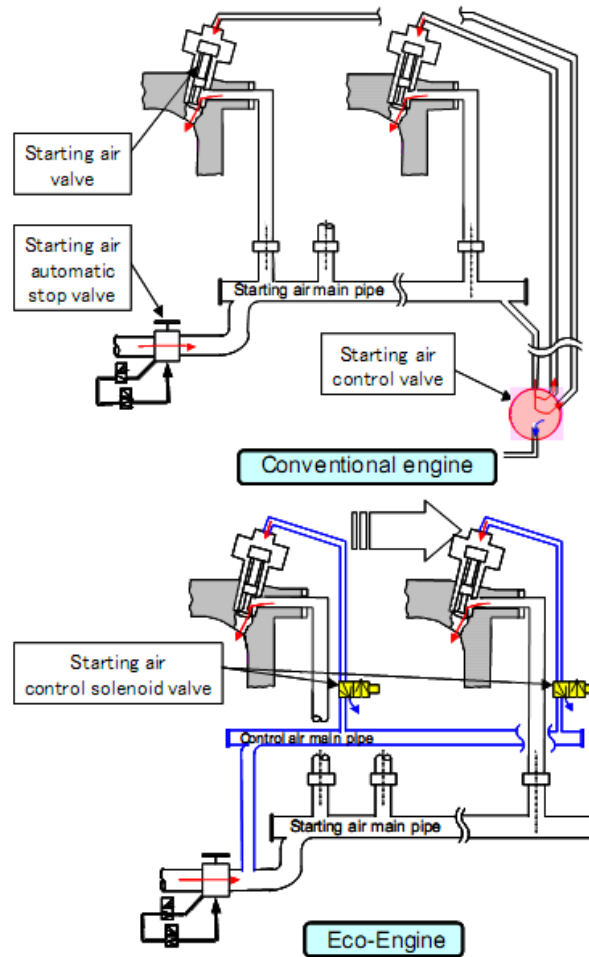 Starting air
valve
Starting air
automatic
stop valve
Starting air main pipe
Starting air
control valve
Conventional engine
Starting air
control solenoid valve
Control air main pipe
Starting air main pipe
Eco-Engine